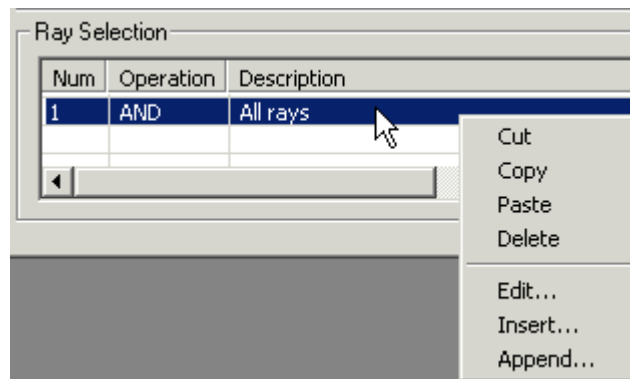 Ray Selection
Num Operation Description
1 AND All rays
Cut
Copy
Paste
Delete
Edit...
Insert...
Append...